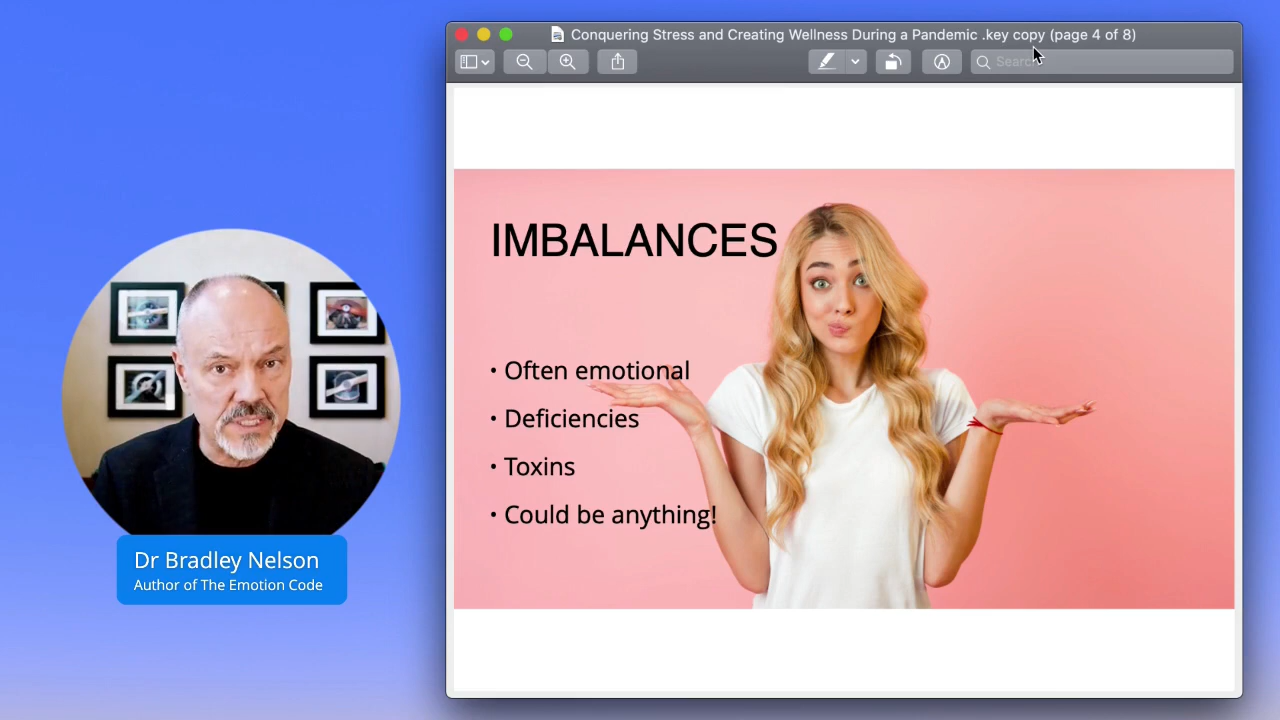 Conquering Stress and Creating Wellness During a Pandemic .key copy (page 4 of 8)
Search
IMBALANCES
• Often emotional
• Deficiencies
• Toxins
• Could be anything!
Dr Bradley Nelson
Author of The Emotion Code